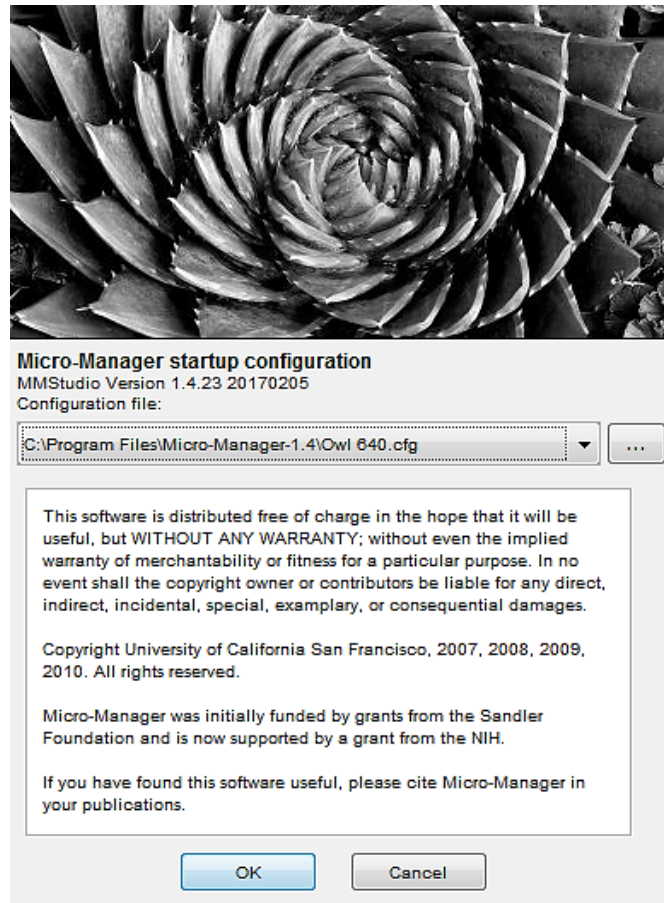 Micro-Manager startup configuration
MMStudio Version 1.4.23 20170205
Configuration file:
C:\Program Files\Micro-Manager-1.4\Owl 640.cfg
...
This software is distributed free of charge in the hope that it will be
useful, but WITHOUT ANY WARRANTY; without even the implied
warranty of merchantability or fitness for a particular purpose. In no
event shall the copyright owner or contributors be liable for any direct,
indirect, incidental, special, examplary, or consequential damages.
Copyright University of California San Francisco, 2007, 2008, 2009,
2010. All rights reserved.
Micro-Manager was initially funded by grants from the Sandler
Foundation and is now supported by a grant from the NIH.
If you have found this software useful, please cite Micro-Manager in
your publications.
OK Cancel